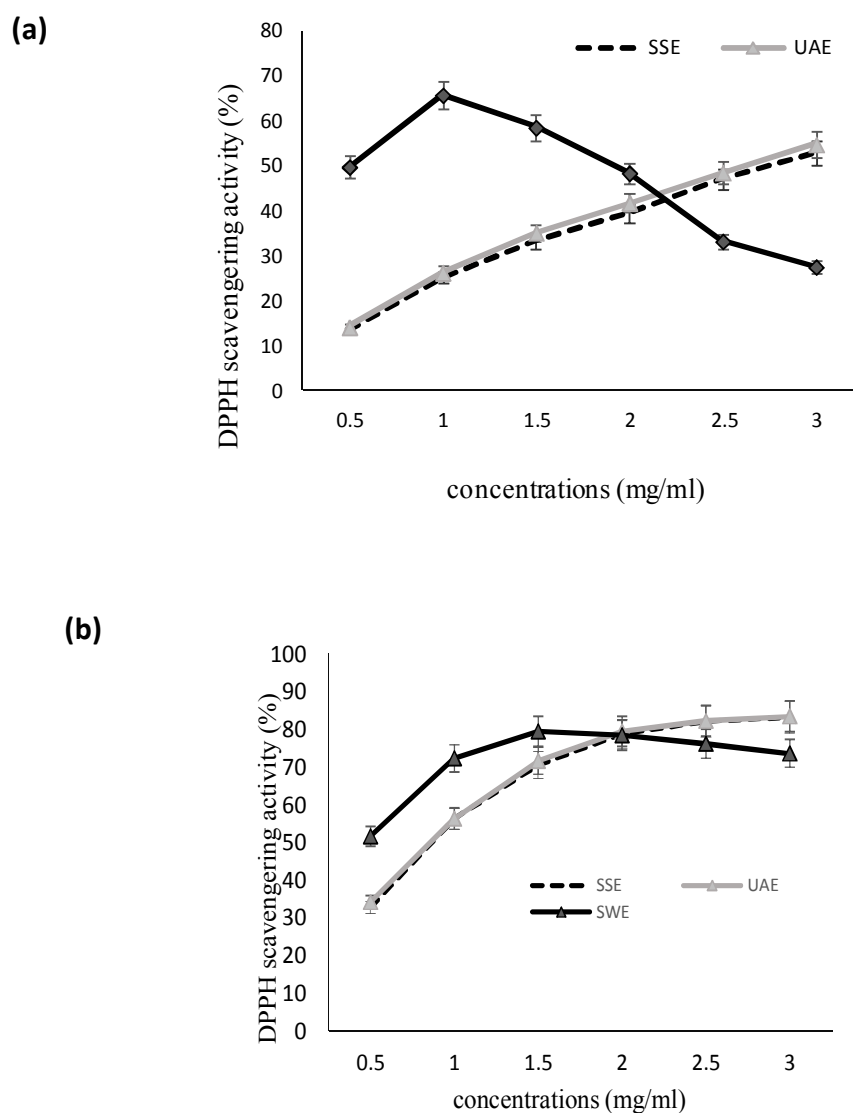 (a)
80
70
60
50
40
30
20
10
0
DPPH scavengering activity (%)
SSE UAE
0.5 1 1.5 2 2.5 3
concentrations (mg/ml)
(b)
100
90
80
70
60
50
40
30
20
10
0
DPPH scavengering activity (%)
SSE UAE
SWE
0.5 1 1.5 2 2.5 3
concentrations (mg/ml)